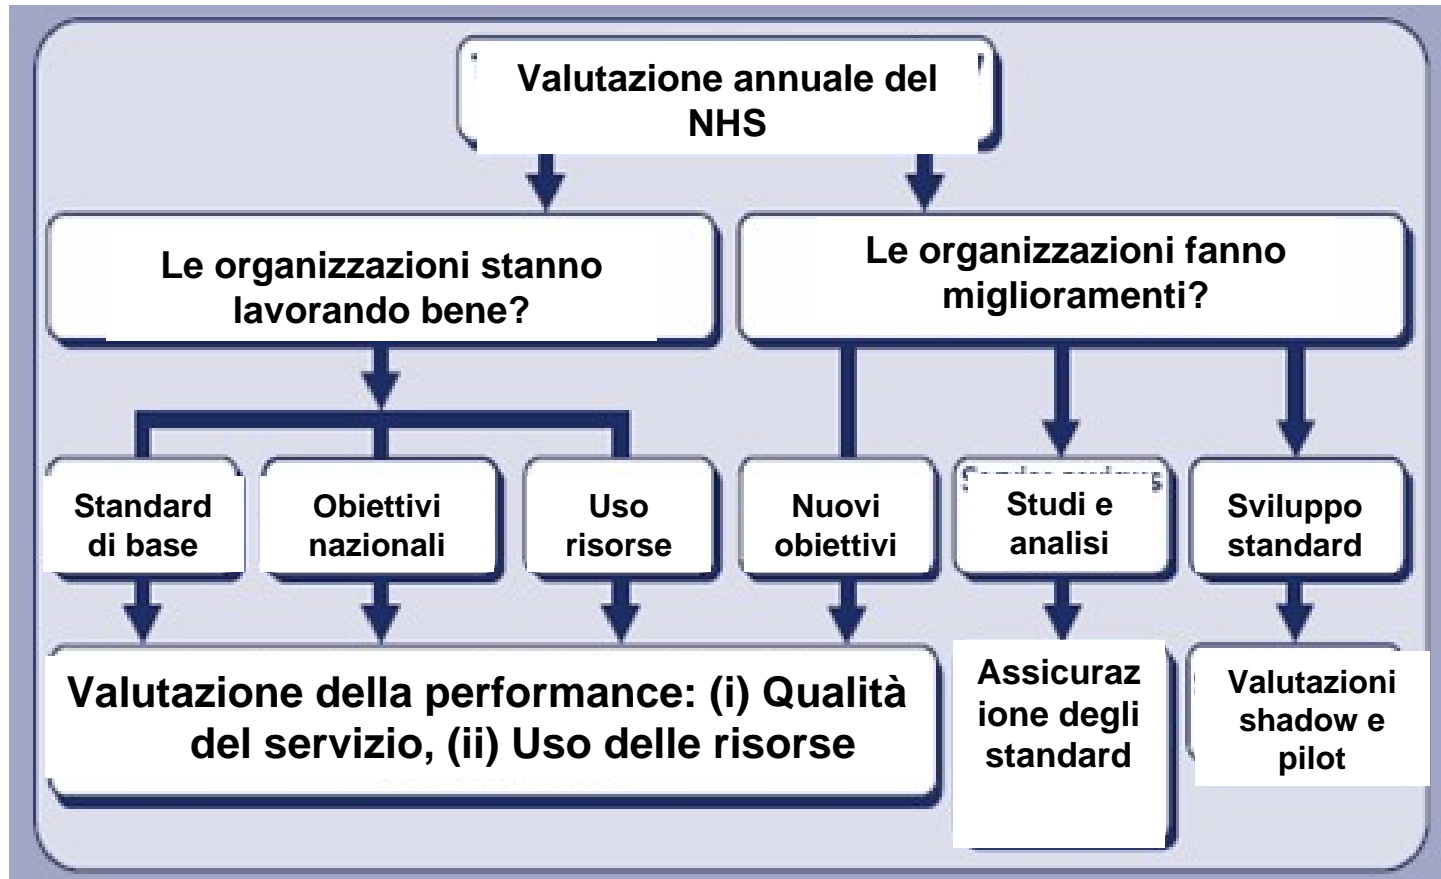 Valutazione annuale del
NHS
Le organizzazioni stanno
lavorando bene?
Le organizzazioni fanno
miglioramenti?
Standard
di base
Obiettivi
nazionali
Uso
risorse
Nuovi
obiettivi
Studi e
analisi
Sviluppo
standard
Valutazione della performance: (i) Qualità
del servizio, (ii) Uso delle risorse
Assicuraz
ione degli
standard
Valutazioni
shadow e
pilot